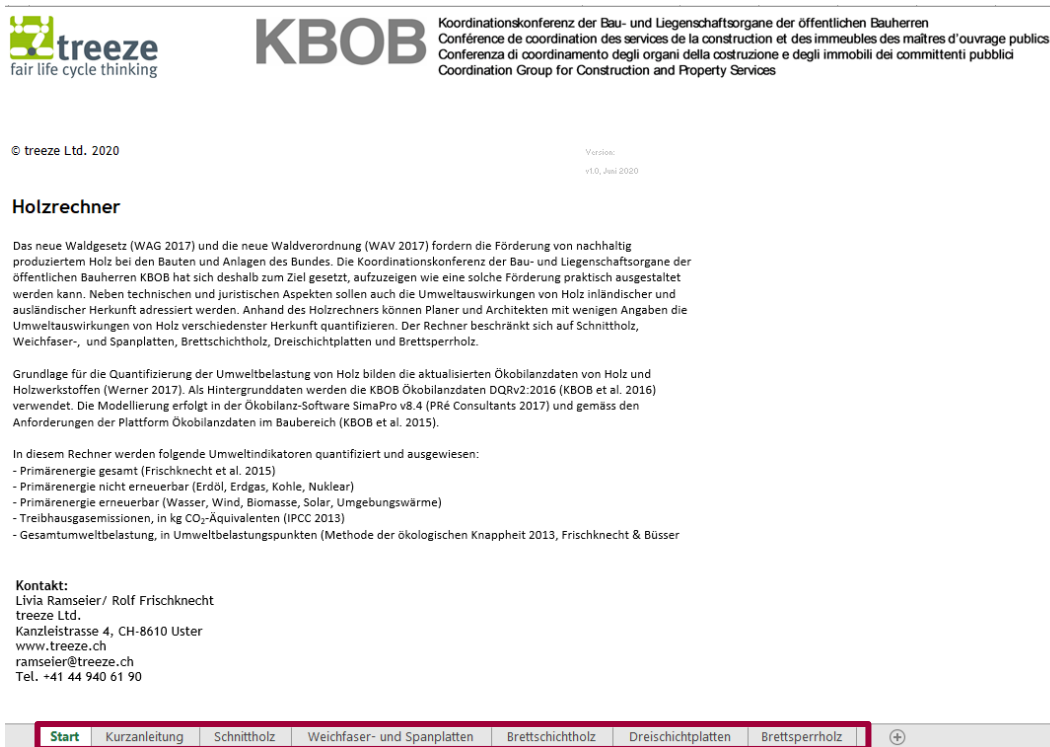 treeze
fair life cycle thinking
KBOB
Koordinationskonferenz der Bau- und Liegenschaftsorgane der öffentlichen Bauherren
Conférence de coordination des services de la construction et des immeubles des maîtres d'ouvrage publics
Conferenza di coordinamento degli organi della costruzione e degli immobili dei committenti pubblici
Coordination Group for Construction and Property Services
© treeze Ltd. 2020
Version:
v1.0, Juni 2020
Holzrechner
Das neue Waldgesetz (WAG 2017) und die neue Waldverordnung (WAV 2017) fordern die Förderung von nachhaltig
produziertem Holz bei den Bauten und Anlagen des Bundes. Die Koordinationskonferenz der Bau- und Liegenschaftsorgane der
öffentlichen Bauherren KBOB hat sich deshalb zum Ziel gesetzt, aufzuzeigen wie eine solche Förderung praktisch ausgestaltet
werden kann. Neben technischen und juristischen Aspekten sollen auch die Umweltauswirkungen von Holz inländischer und
ausländischer Herkunft adressiert werden. Anhand des Holzrechners können Planer und Architekten mit wenigen Angaben die
Umweltauswirkungen von Holz verschiedenster Herkunft quantifizieren. Der Rechner beschränkt sich auf Schnittholz,
Weichfaser-, und Spanplatten, Brettschichtholz, Dreischichtplatten und Brettsperrholz.
Grundlage für die Quantifizierung der Umweltbelastung von Holz bilden die aktualisierten Ökobilanzdaten von Holz und
Holzwerkstoffen (Werner 2017). Als Hintergrunddaten werden die KBOB Ökobilanzdaten DQRv2:2016 (KBOB et al. 2016)
verwendet. Die Modellierung erfolgt in der Ökobilanz-Software SimaPro v8.4 (PRé Consultants 2017) und gemäss den
Anforderungen der Plattform Ökobilanzdaten im Baubereich (KBOB et al. 2015).
In diesem Rechner werden folgende Umweltindikatoren quantifiziert und ausgewiesen:
- Primärenergie gesamt (Frischknecht et al. 2015)
- Primärenergie nicht erneuerbar (Erdöl, Erdgas, Kohle, Nuklear)
- Primärenergie erneuerbar (Wasser, Wind, Biomasse, Solar, Umgebungswärme)
- Treibhausgasemissionen, in kg CO₂-Äquivalenten (IPCC 2013)
- Gesamtumweltbelastung, in Umweltbelastungspunkten (Methode der ökologischen Knappheit 2013, Frischknecht & Büsser
Kontakt:
Livia Ramseier/ Rolf Frischknecht
treeze Ltd.
Kanzleistrasse 4, CH-8610 Uster
www.treeze.ch
ramseier@treeze.ch
Tel. +41 44 940 61 90
Start Kurzanleitung Schnittholz Weichfaser- und Spanplatten Brettschichtholz Dreischichtplatten Brettsperrholz